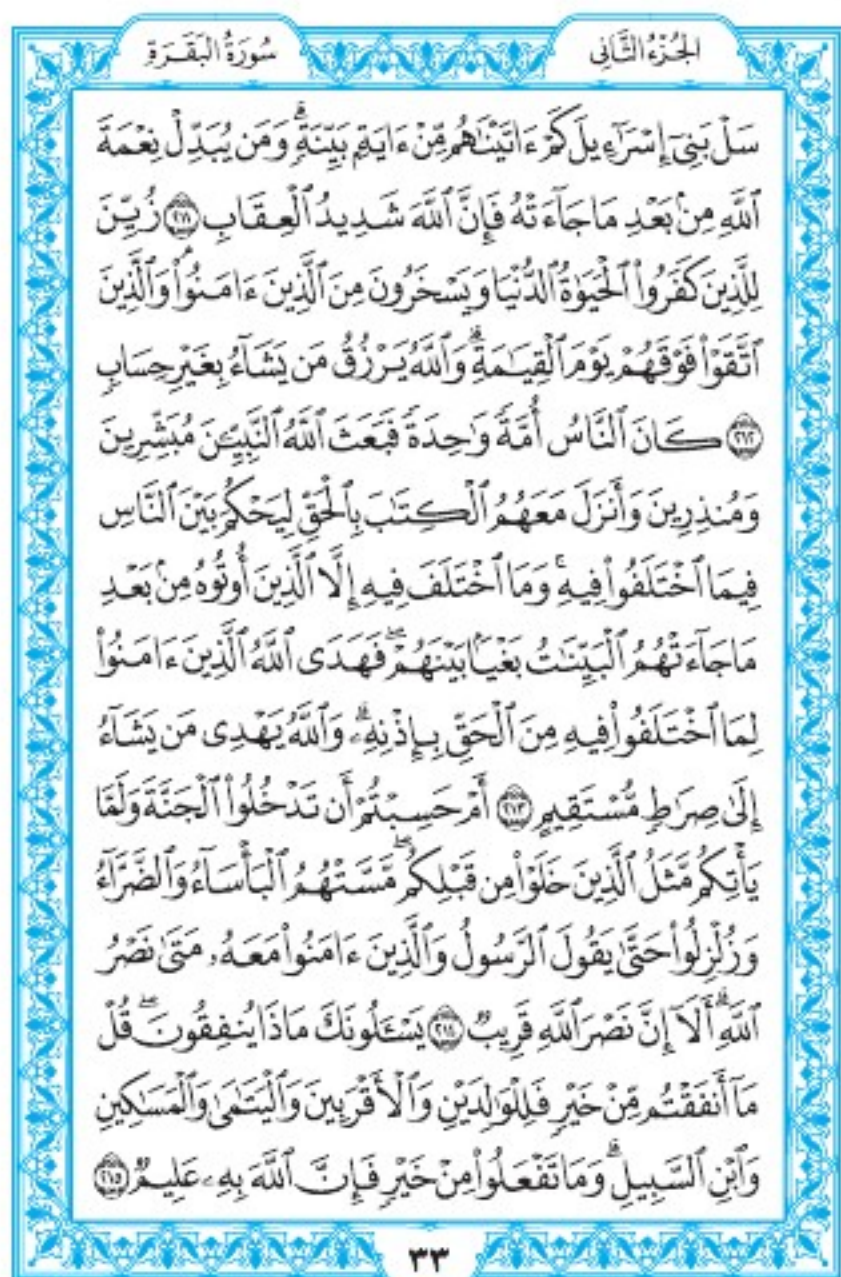 الجُزْءُ الثَّانِى
سُورَةُ البَقَرَةِ
سَلْ بَنِىٓ إِسْرَٰٓءِيلَ كَمْ ءَاتَيْنَٰهُم مِّنْ ءَايَةِۭ بَيِّنَةٍۗ وَمَن يُبَدِّلْ نِعْمَةَ
ٱللَّهِ مِنۢ بَعْدِ مَا جَآءَتْهُ فَإِنَّ ٱللَّهَ شَدِيدُ ٱلْعِقَابِ ٢١١ زُيِّنَ
لِلَّذِينَ كَفَرُوا۟ ٱلْحَيَوٰةُ ٱلدُّنْيَا وَيَسْخَرُونَ مِنَ ٱلَّذِينَ ءَامَنُوا۟ۘ وَٱلَّذِينَ
ٱتَّقَوْا۟ فَوْقَهُمْ يَوْمَ ٱلْقِيَٰمَةِۗ وَٱللَّهُ يَرْزُقُ مَن يَشَآءُ بِغَيْرِ حِسَابٍ
٢١٢ كَانَ ٱلنَّاسُ أُمَّةً وَٰحِدَةً فَبَعَثَ ٱللَّهُ ٱلنَّبِيِّۦنَ مُبَشِّرِينَ
وَمُنذِرِينَ وَأَنزَلَ مَعَهُمُ ٱلْكِتَٰبَ بِٱلْحَقِّ لِيَحْكُمَ بَيْنَ ٱلنَّاسِ
فِيمَا ٱخْتَلَفُوا۟ فِيهِۚ وَمَا ٱخْتَلَفَ فِيهِ إِلَّا ٱلَّذِينَ أُوتُوهُ مِنۢ بَعْدِ
مَا جَآءَتْهُمُ ٱلْبَيِّنَٰتُ بَغْيَۢا بَيْنَهُمْۖ فَهَدَى ٱللَّهُ ٱلَّذِينَ ءَامَنُوا۟
لِمَا ٱخْتَلَفُوا۟ فِيهِ مِنَ ٱلْحَقِّ بِإِذْنِهِۦۗ وَٱللَّهُ يَهْدِى مَن يَشَآءُ
إِلَىٰ صِرَٰطٍ مُّسْتَقِيمٍ ٢١٣ أَمْ حَسِبْتُمْ أَن تَدْخُلُوا۟ ٱلْجَنَّةَ وَلَمَّا
يَأْتِكُم مَّثَلُ ٱلَّذِينَ خَلَوْا۟ مِن قَبْلِكُمۖ مَّسَّتْهُمُ ٱلْبَأْسَآءُ وَٱلضَّرَّآءُ
وَزُلْزِلُوا۟ حَتَّىٰ يَقُولَ ٱلرَّسُولُ وَٱلَّذِينَ ءَامَنُوا۟ مَعَهُۥ مَتَىٰ نَصْرُ
ٱللَّهِۗ أَلَآ إِنَّ نَصْرَ ٱللَّهِ قَرِيبٌ ٢١٤ يَسْـَٔلُونَكَ مَاذَا يُنفِقُونَۖ قُلْ
مَآ أَنفَقْتُم مِّنْ خَيْرٍ فَلِلْوَٰلِدَيْنِ وَٱلْأَقْرَبِينَ وَٱلْيَتَٰمَىٰ وَٱلْمَسَٰكِينِ
وَٱبْنِ ٱلسَّبِيلِۗ وَمَا تَفْعَلُوا۟ مِنْ خَيْرٍ فَإِنَّ ٱللَّهَ بِهِۦ عَلِيمٌ ٢١٥
٣٣